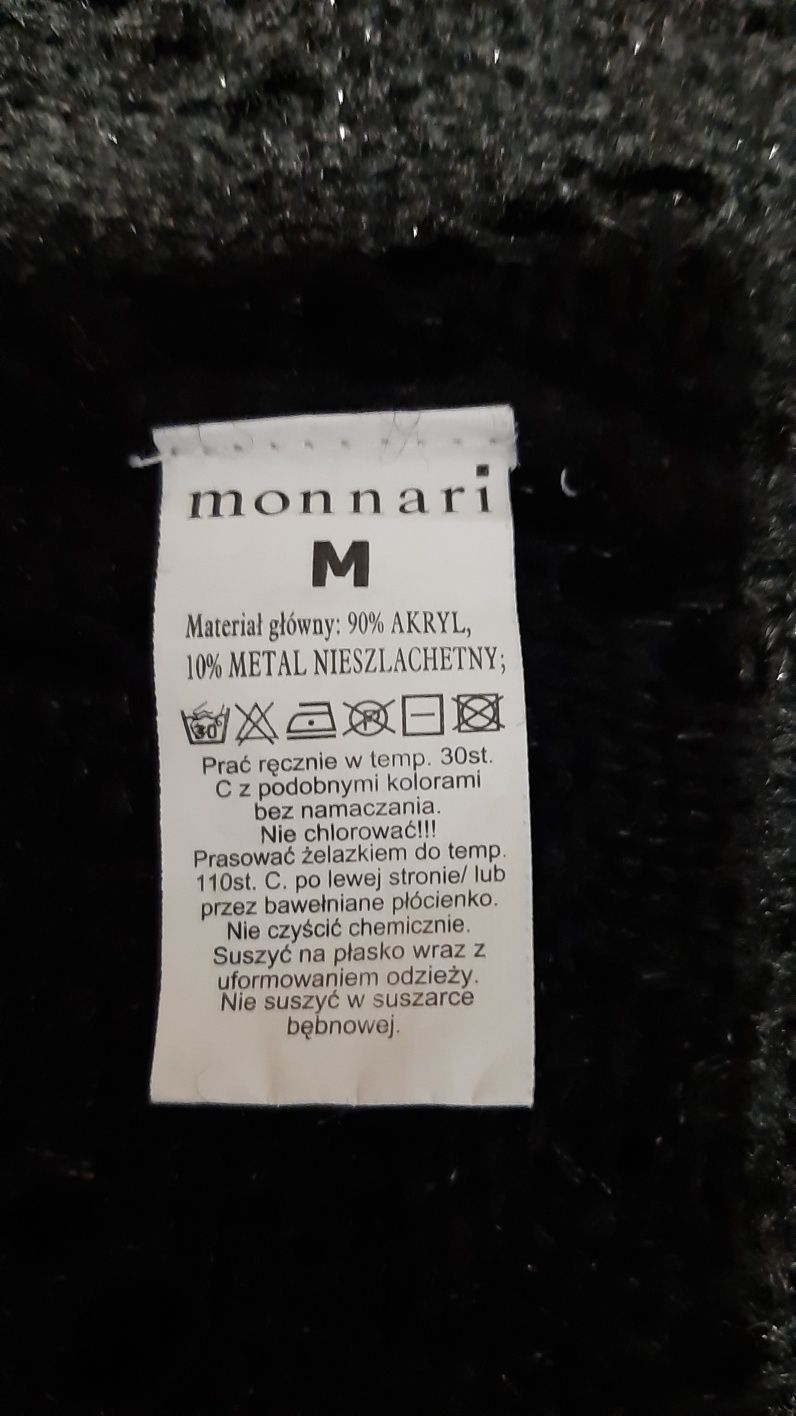 monnari
M
Materiał główny: 90% AKRYL,
10% METAL NIESZLACHETNY;
30 P
Prać ręcznie w temp. 30st.
C z podobnymi kolorami
bez namaczania.
Nie chlorować!!!
Prasować żelazkiem do temp.
110st. C. po lewej stronie/ lub
przez bawełniane płócienko.
Nie czyścić chemicznie.
Suszyć na płasko wraz z
uformowaniem odzieży.
Nie suszyć w suszarce
bębnowej.